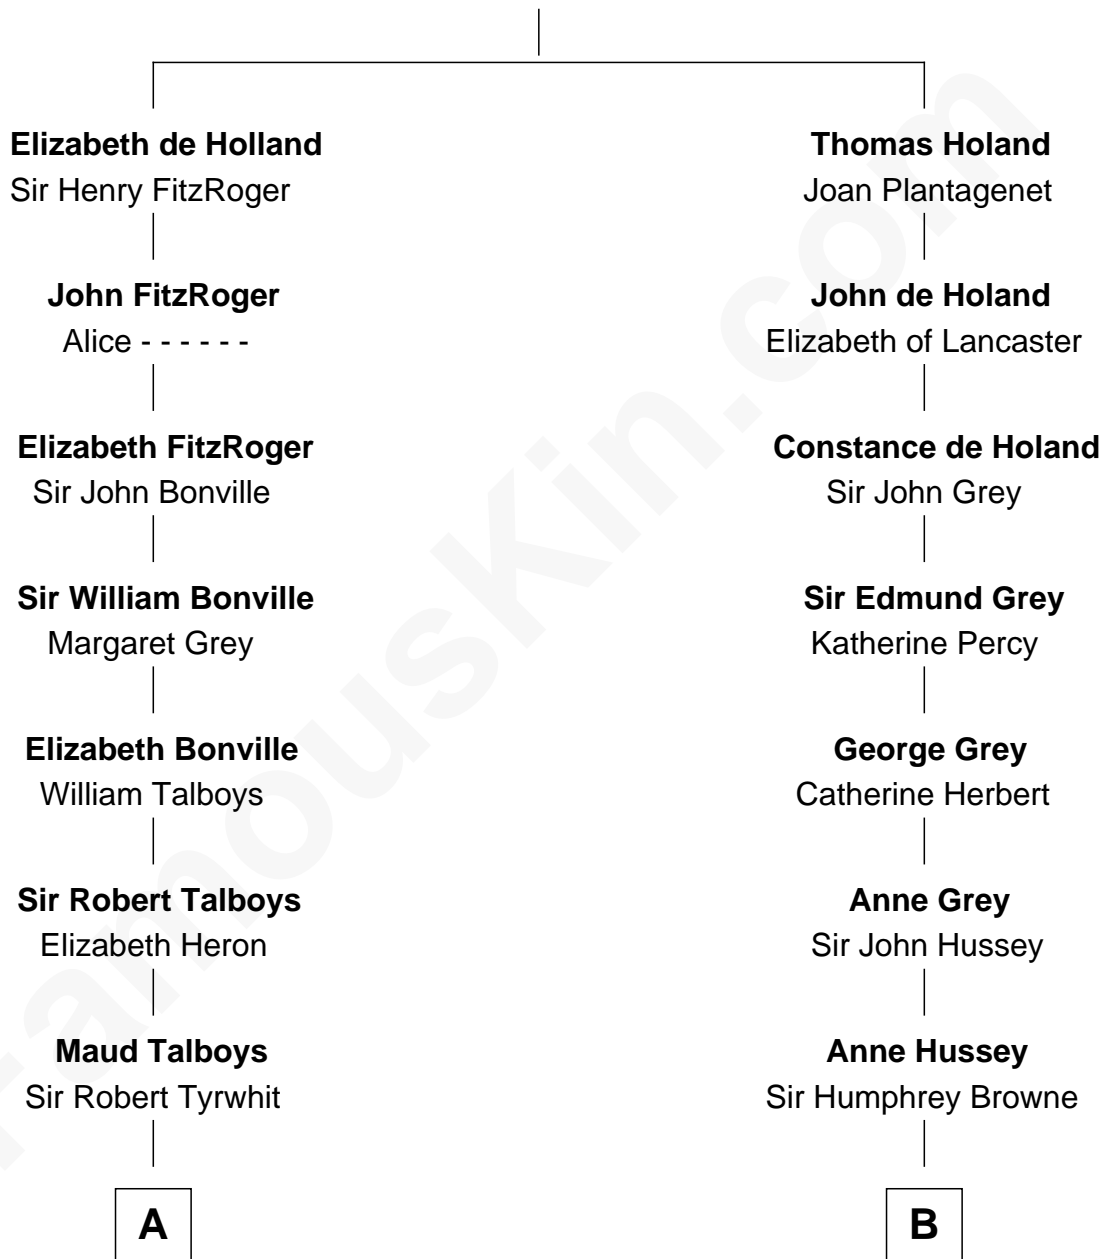 Elizabeth de Holland
Sir Henry FitzRoger
John FitzRoger
Alice - - - - - -
Elizabeth FitzRoger
Sir John Bonville
Sir William Bonville
Margaret Grey
Elizabeth Bonville
William Talboys
Sir Robert Talboys
Elizabeth Heron
Maud Talboys
Sir Robert Tyrwhit
A
Thomas Holand
Joan Plantagenet
John de Holand
Elizabeth of Lancaster
Constance de Holand
Sir John Grey
Sir Edmund Grey
Katherine Percy
George Grey
Catherine Herbert
Anne Grey
Sir John Hussey
Anne Hussey
Sir Humphrey Browne
B
FamousKin.com